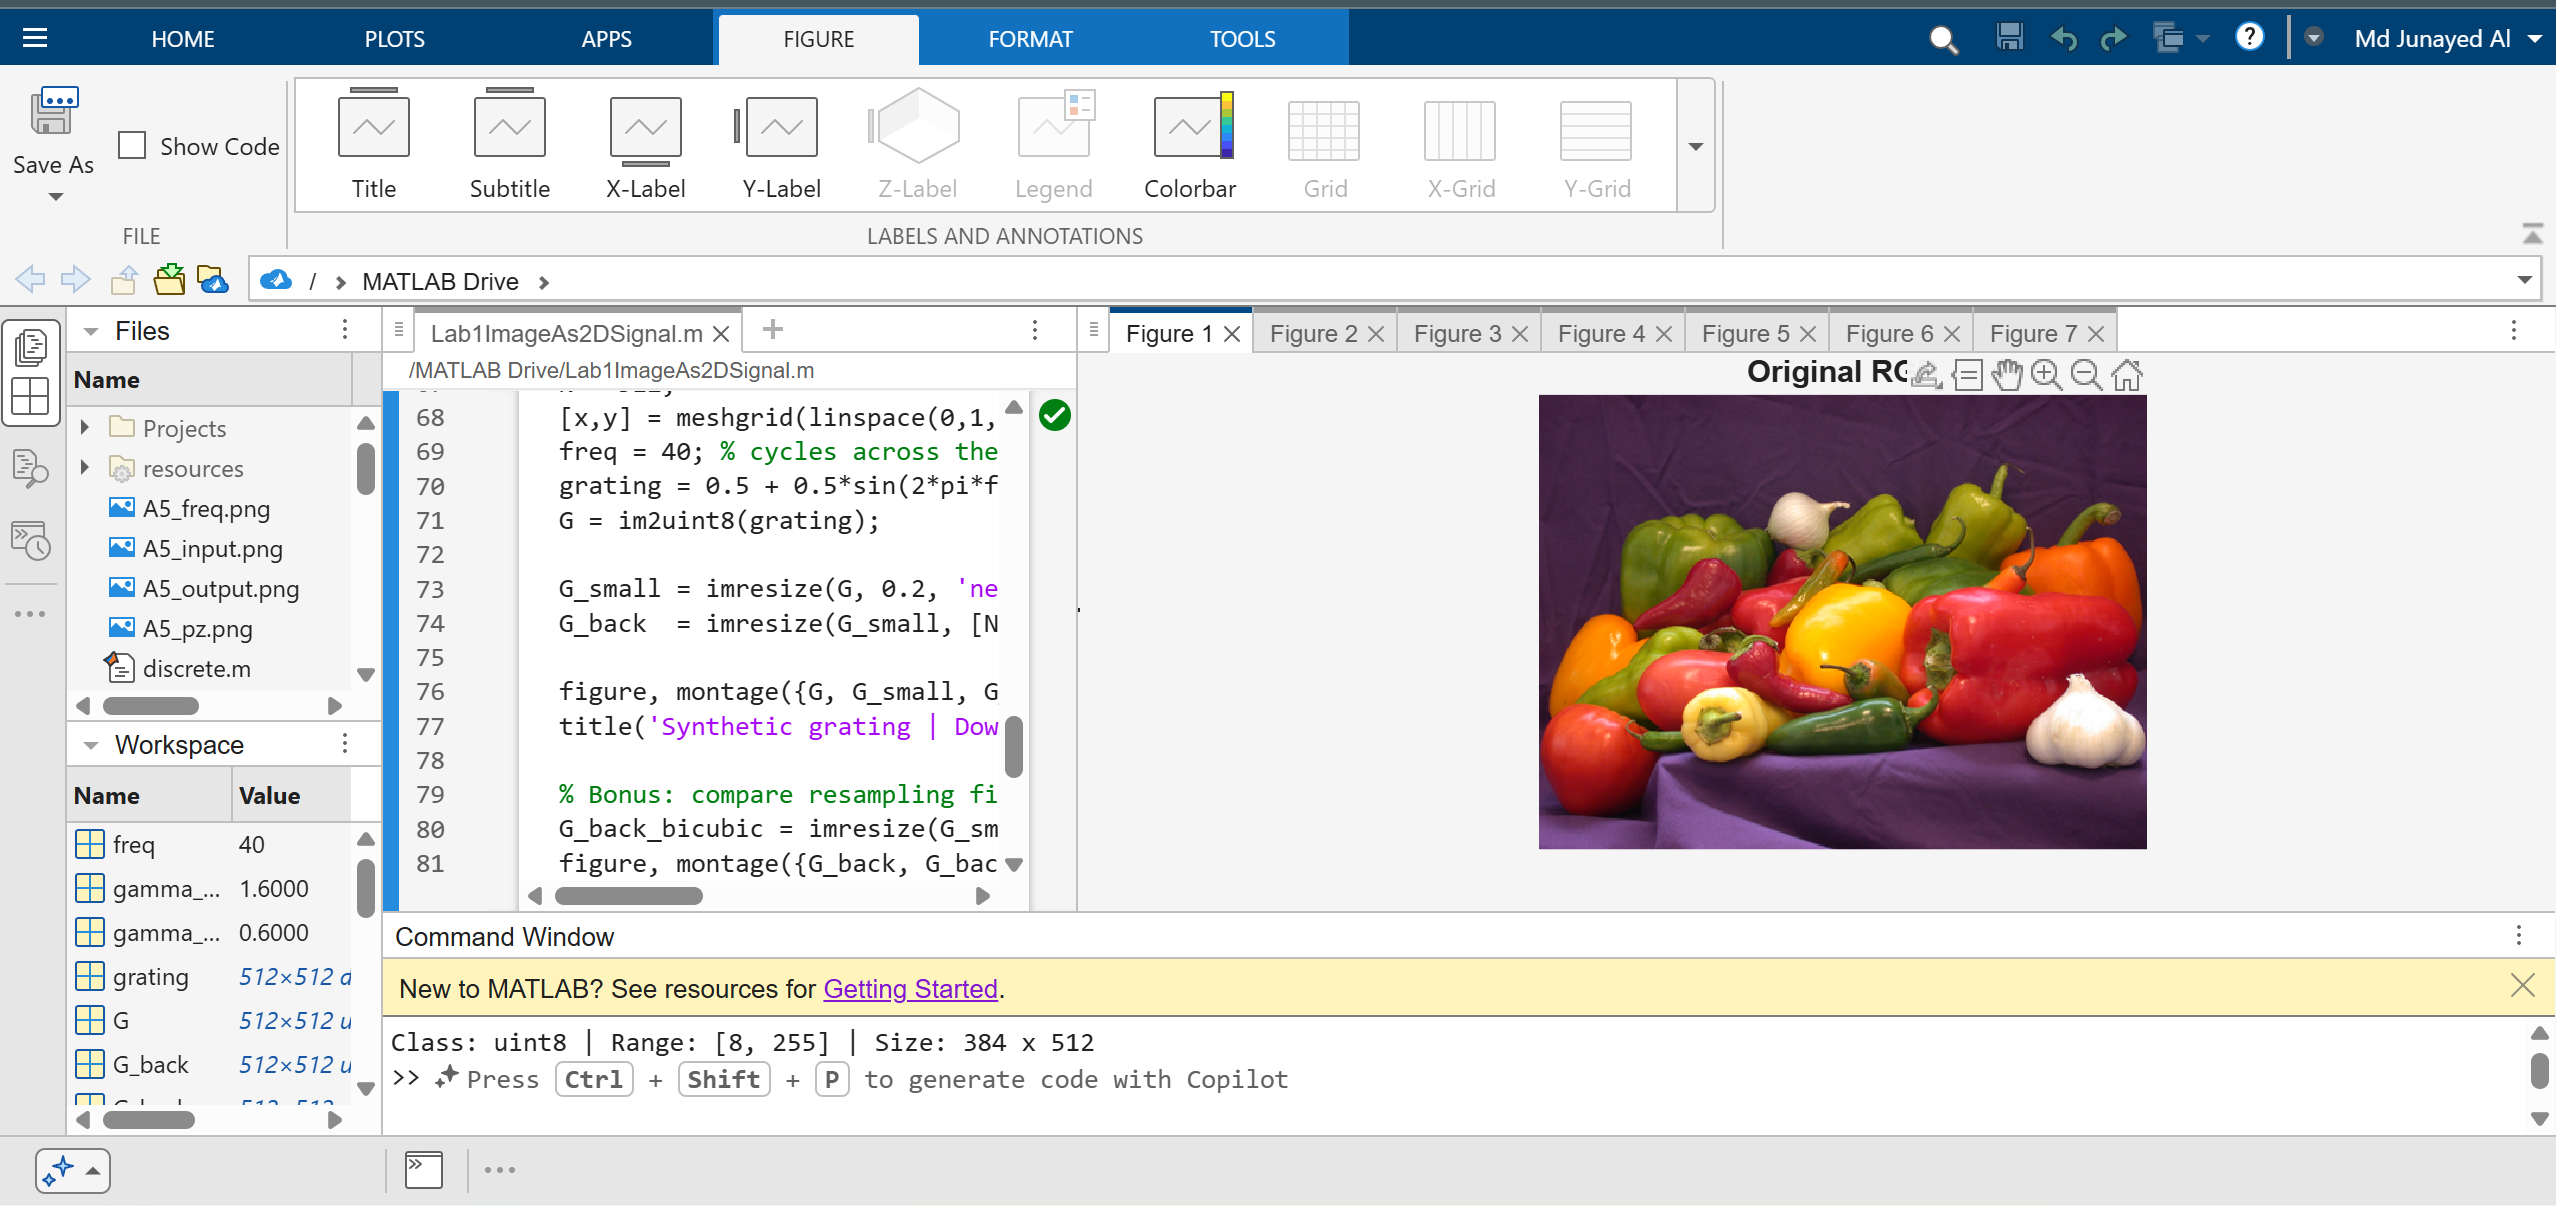 HOME PLOTS APPS FIGURE FORMAT TOOLS Md Junayed Al
Save As
Show Code
Title Subtitle X-Label Y-Label Z-Label Legend Colorbar Grid X-Grid Y-Grid
FILE LABELS AND ANNOTATIONS
/ MATLAB Drive
Files
Name
Projects
resources
A5_freq.png
A5_input.png
A5_output.png
A5_pz.png
discrete.m
Workspace
Name Value
freq 40
gamma_... 1.6000
gamma_... 0.6000
grating 512×512 d
G 512×512 u
G_back 512×512 u
Lab1ImageAs2DSignal.m
/MATLAB Drive/Lab1ImageAs2DSignal.m
68 [x,y] = meshgrid(linspace(0,1,
69 freq = 40; % cycles across the
70 grating = 0.5 + 0.5*sin(2*pi*f
71 G = im2uint8(grating);
72
73 G_small = imresize(G, 0.2, 'ne
74 G_back = imresize(G_small, [N
75
76 figure, montage({G, G_small, G
77 title('Synthetic grating | Dow
78
79 % Bonus: compare resampling fi
80 G_back_bicubic = imresize(G_sm
81 figure, montage({G_back, G_bac
Figure 1 Figure 2 Figure 3 Figure 4 Figure 5 Figure 6 Figure 7
Original RG
Command Window
New to MATLAB? See resources for Getting Started.
Class: uint8 | Range: [8, 255] | Size: 384 x 512
>> Press Ctrl + Shift + P to generate code with Copilot